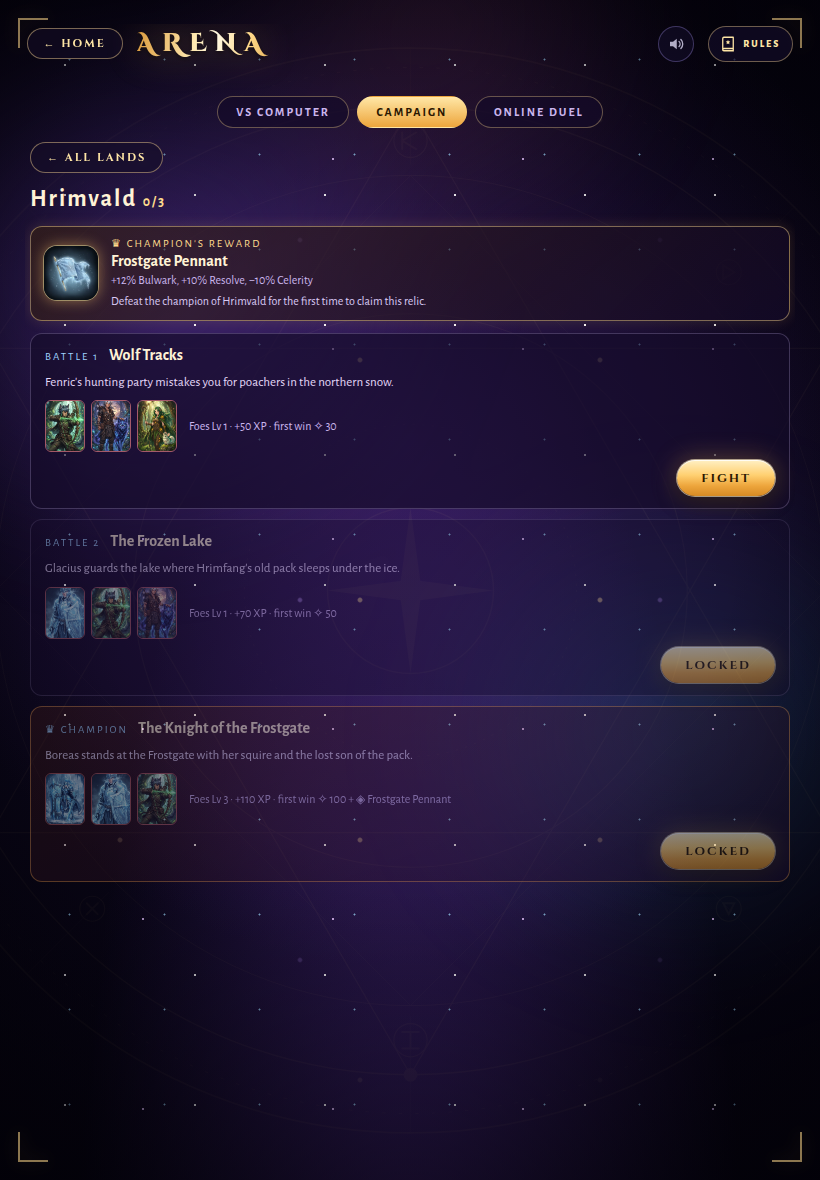 ← HOME
ARENA
RULES
VS COMPUTER
CAMPAIGN
ONLINE DUEL
← ALL LANDS
Hrimvald 0/3
♛ CHAMPION'S REWARD
Frostgate Pennant
+12% Bulwark, +10% Resolve, −10% Celerity
Defeat the champion of Hrimvald for the first time to claim this relic.
BATTLE 1 Wolf Tracks
Fenric's hunting party mistakes you for poachers in the northern snow.
Foes Lv 1 · +50 XP · first win ✧ 30
FIGHT
BATTLE 2 The Frozen Lake
Glacius guards the lake where Hrimfang's old pack sleeps under the ice.
Foes Lv 1 · +70 XP · first win ✧ 50
LOCKED
♛ CHAMPION The Knight of the Frostgate
Boreas stands at the Frostgate with her squire and the lost son of the pack.
Foes Lv 3 · +110 XP · first win ✧ 100 + ◈ Frostgate Pennant
LOCKED